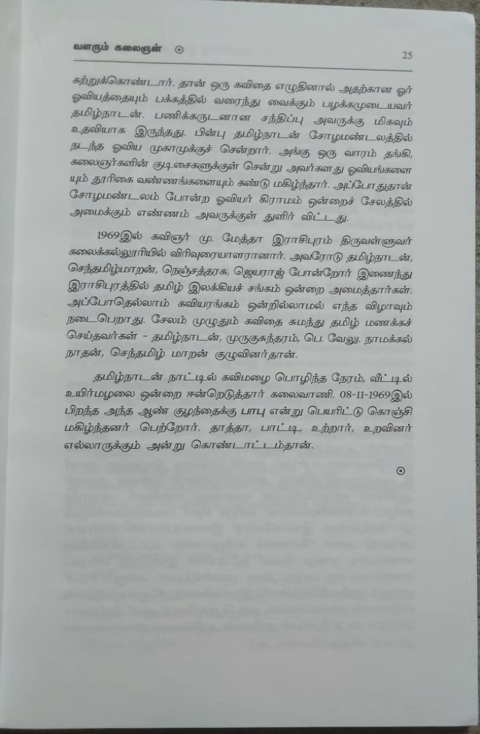 வளரும் கலைஞன்
25
கற்றுக்கொண்டார். தான் ஒரு கவிதை எழுதினால் அதற்கான ஓர்
ஓவியத்தையும் பக்கத்தில் வரைந்து வைக்கும் பழக்கமுடையவர்
தமிழ்நாடன். பணிக்கருடனான சந்திப்பு அவருக்கு மிகவும்
உதவியாக இருந்தது. பின்பு தமிழ்நாடன் சோழமண்டலத்தில்
நடந்த ஓவிய முகாமுக்குச் சென்றார். அங்கு ஒரு வாரம் தங்கி,
கலைஞர்களின் குடிசைகளுக்குள் சென்று அவர்களது ஓவியங்களை
யும் தூரிகை வண்ணங்களையும் கண்டு மகிழ்ந்தார். அப்போதுதான்
சோழமண்டலம் போன்ற ஓவியர் கிராமம் ஒன்றைச் சேலத்தில்
அமைக்கும் எண்ணம் அவருக்குள் துளிர் விட்டது.
1969இல் கவிஞர் மு. மேத்தா இராசிபுரம் திருவள்ளுவர்
கலைக்கல்லூரியில் விரிவுரையாளரானார். அவரோடு தமிழ்நாடன்,
செந்தமிழ்மாறன், நெஞ்சத்தரசு, ஜெயராஜ் போன்றோர் இணைந்து
இராசிபுரத்தில் தமிழ் இலக்கியச் சங்கம் ஒன்றை அமைத்தார்கள்.
அப்போதெல்லாம் கவியரங்கம் ஒன்றில்லாமல் எந்த விழாவும்
நடைபெறாது. சேலம் முழுதும் கவிதை சுமந்து தமிழ் மணக்கச்
செய்தவர்கள் – தமிழ்நாடன், முருகுசுந்தரம், பெ. வேலு, நாமக்கல்
நாதன், செந்தமிழ் மாறன் குழுவினர்தான்.
தமிழ்நாடன் நாட்டில் கவிமழை பொழிந்த நேரம், வீட்டில்
உயிர்மழலை ஒன்றை ஈன்றெடுத்தார் கலைவாணி. 08-11-1969இல்
பிறந்த அந்த ஆண் குழந்தைக்கு பாபு என்று பெயரிட்டு கொஞ்சி
மகிழ்ந்தனர் பெற்றோர். தாத்தா, பாட்டி, உற்றார், உறவினர்
எல்லாருக்கும் அன்று கொண்டாட்டம்தான்.